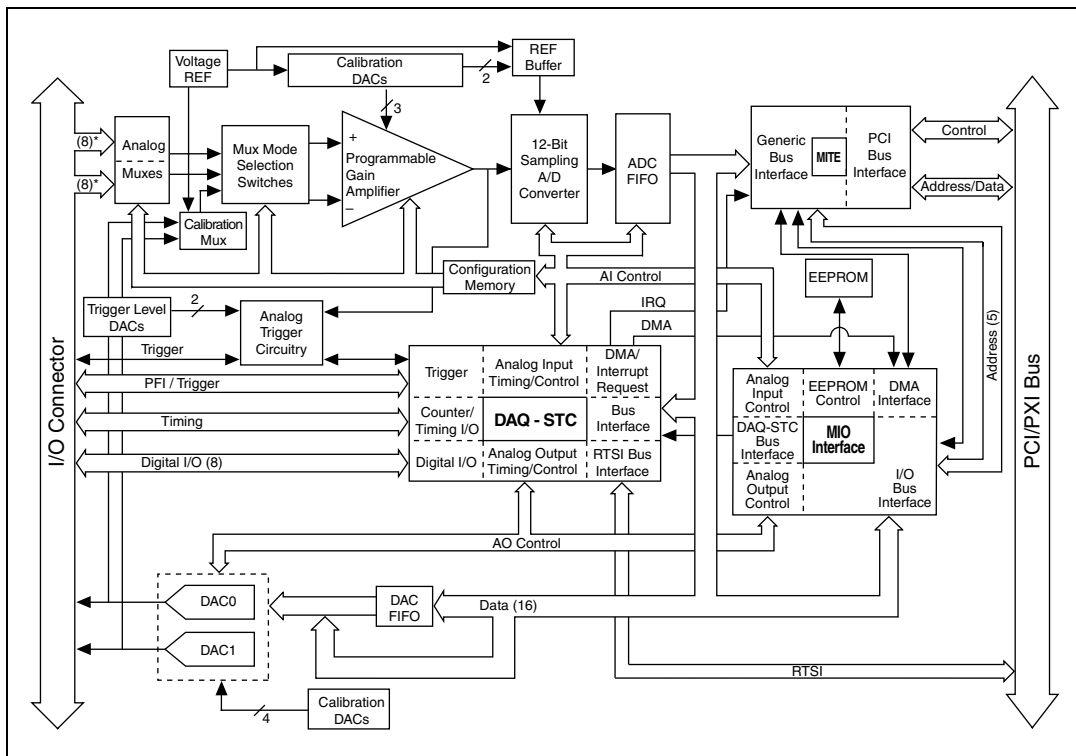 Voltage
REF
Calibration
DACs
2
REF
Buffer
3
(8)*
(8)*
Analog
Muxes
Mux Mode
Selection
Switches
+
Programmable
Gain
Amplifier
–
12-Bit
Sampling
A/D
Converter
ADC
FIFO
Generic
Bus
Interface
MITE
PCI
Bus
Interface
Control
Address/Data
Calibration
Mux
Configuration
Memory
AI Control
EEPROM
Trigger Level
DACs
2
Analog
Trigger
Circuitry
IRQ
DMA
Address (5)
I/O Connector
PCI/PXI Bus
Trigger
PFI / Trigger
Timing
Digital I/O (8)
Trigger
Analog Input
Timing/Control
DMA/
Interrupt
Request
Counter/
Timing I/O
DAQ - STC
Bus
Interface
Digital I/O
Analog Output
Timing/Control
RTSI Bus
Interface
Analog
Input
Control
EEPROM
Control
DMA
Interface
DAQ-STC
Bus
Interface
MIO
Interface
Analog
Output
Control
I/O
Bus
Interface
AO Control
DAC0
DAC1
DAC
FIFO
Data (16)
RTSI
4
Calibration
DACs